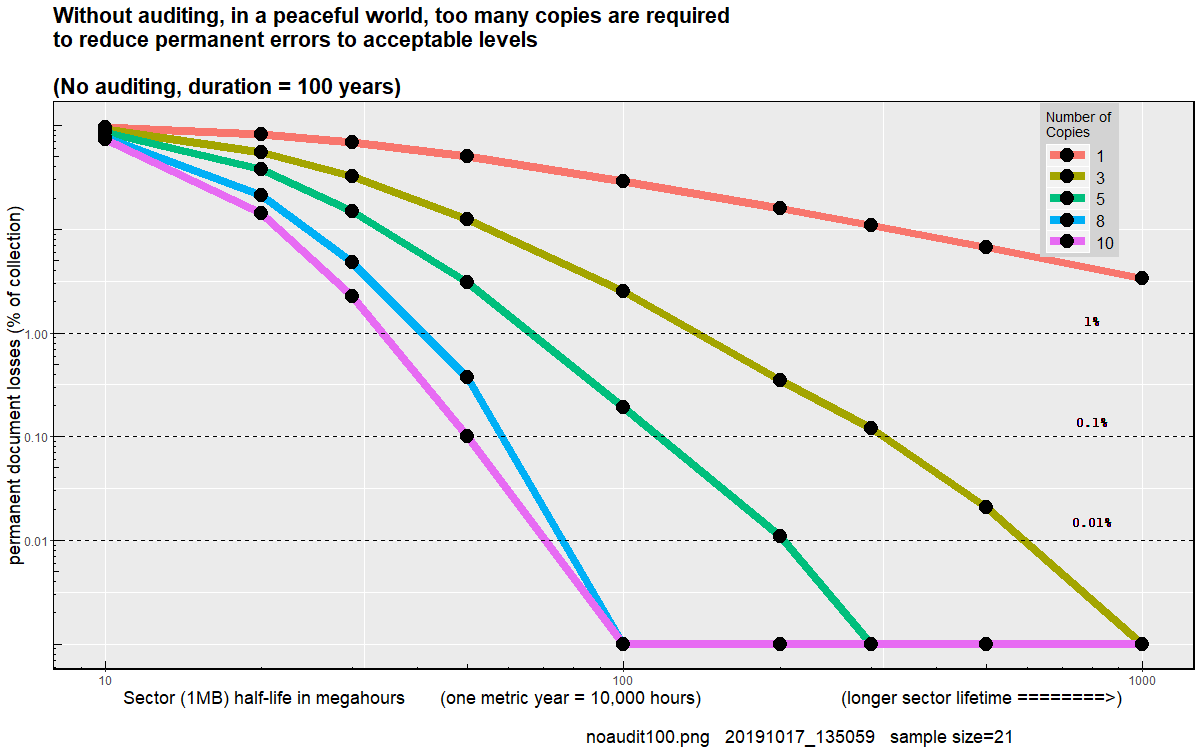 Without auditing, in a peaceful world, too many copies are required
to reduce permanent errors to acceptable levels
(No auditing, duration = 100 years)
permanent document losses (% of collection)
Number of
Copies
1
3
5
8
10
1.00
0.10
0.01
1%
0.1%
0.01%
10
100
1000
Sector (1MB) half-life in megahours (one metric year = 10,000 hours) (longer sector lifetime ========>)
noaudit100.png 20191017_135059 sample size=21